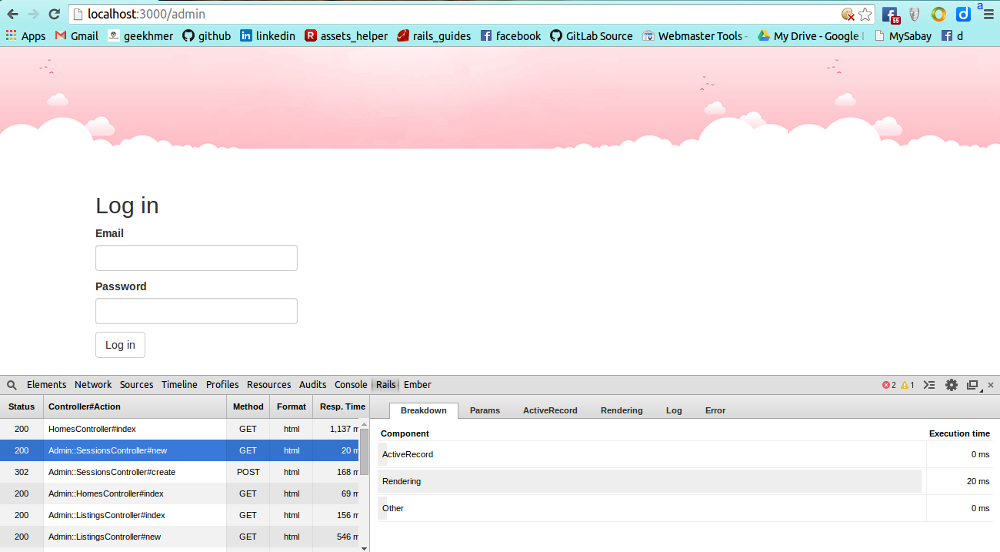 localhost:3000/admin
55
a
Apps Gmail geekhmer github linkedin assets_helper rails_guides facebook GitLab Source Webmaster Tools - My Drive - Google MySabay d
Log in
Email
Password
Log in
Elements Network Sources Timeline Profiles Resources Audits Console Rails Ember 2 1
Status Controller#Action Method Format Resp. Time
Breakdown Params ActiveRecord Rendering Log Error
200 HomesController#index GET html 1,137 m
Component Execution time
200 Admin::SessionsController#new GET html 20 m
ActiveRecord 0 ms
302 Admin::SessionsController#create POST html 168 m
Rendering 20 ms
200 Admin::HomesController#index GET html 69 m
Other 0 ms
200 Admin::ListingsController#index GET html 156 m
200 Admin::ListingsController#new GET html 546 m